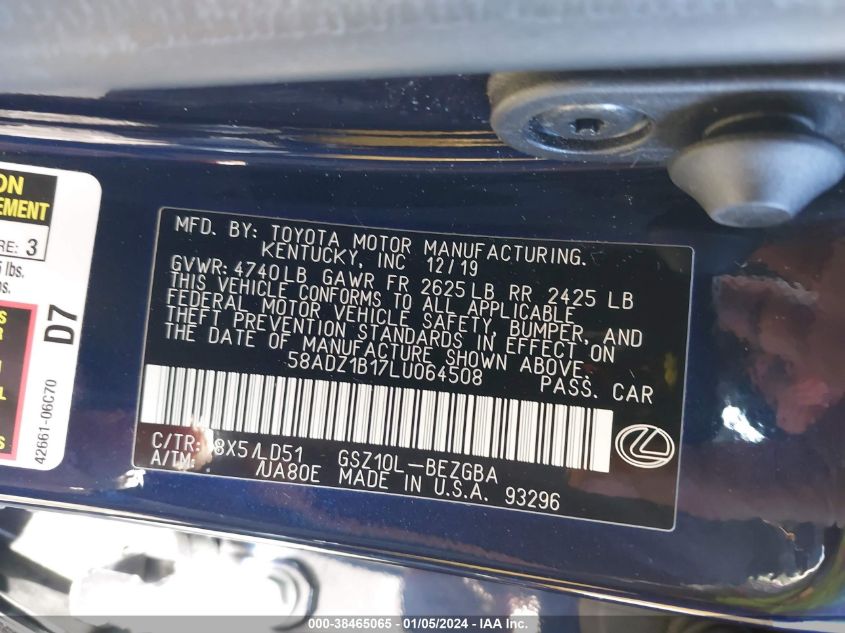 ON
EMENT
RE: 3
lbs.
ns.
S
R
L
D7
42661-06C70
MFD. BY: TOYOTA MOTOR MANUFACTURING.
KENTUCKY, INC 12/19
GVWR: 4740LB GAWR FR 2625 LB RR 2425 LB
THIS VEHICLE CONFORMS TO ALL APPLICABLE
FEDERAL MOTOR VEHICLE SAFETY, BUMPER, AND
THEFT PREVENTION STANDARDS IN EFFECT ON
THE DATE OF MANUFACTURE SHOWN ABOVE.
58ADZ1B17LU064508 PASS. CAR
C/TR: 8X5/LD51 GSZ10L-BEZGBA
A/TM: /UA80E MADE IN U.S.A. 93296
000-38465065 - 01/05/2024 - IAA Inc.